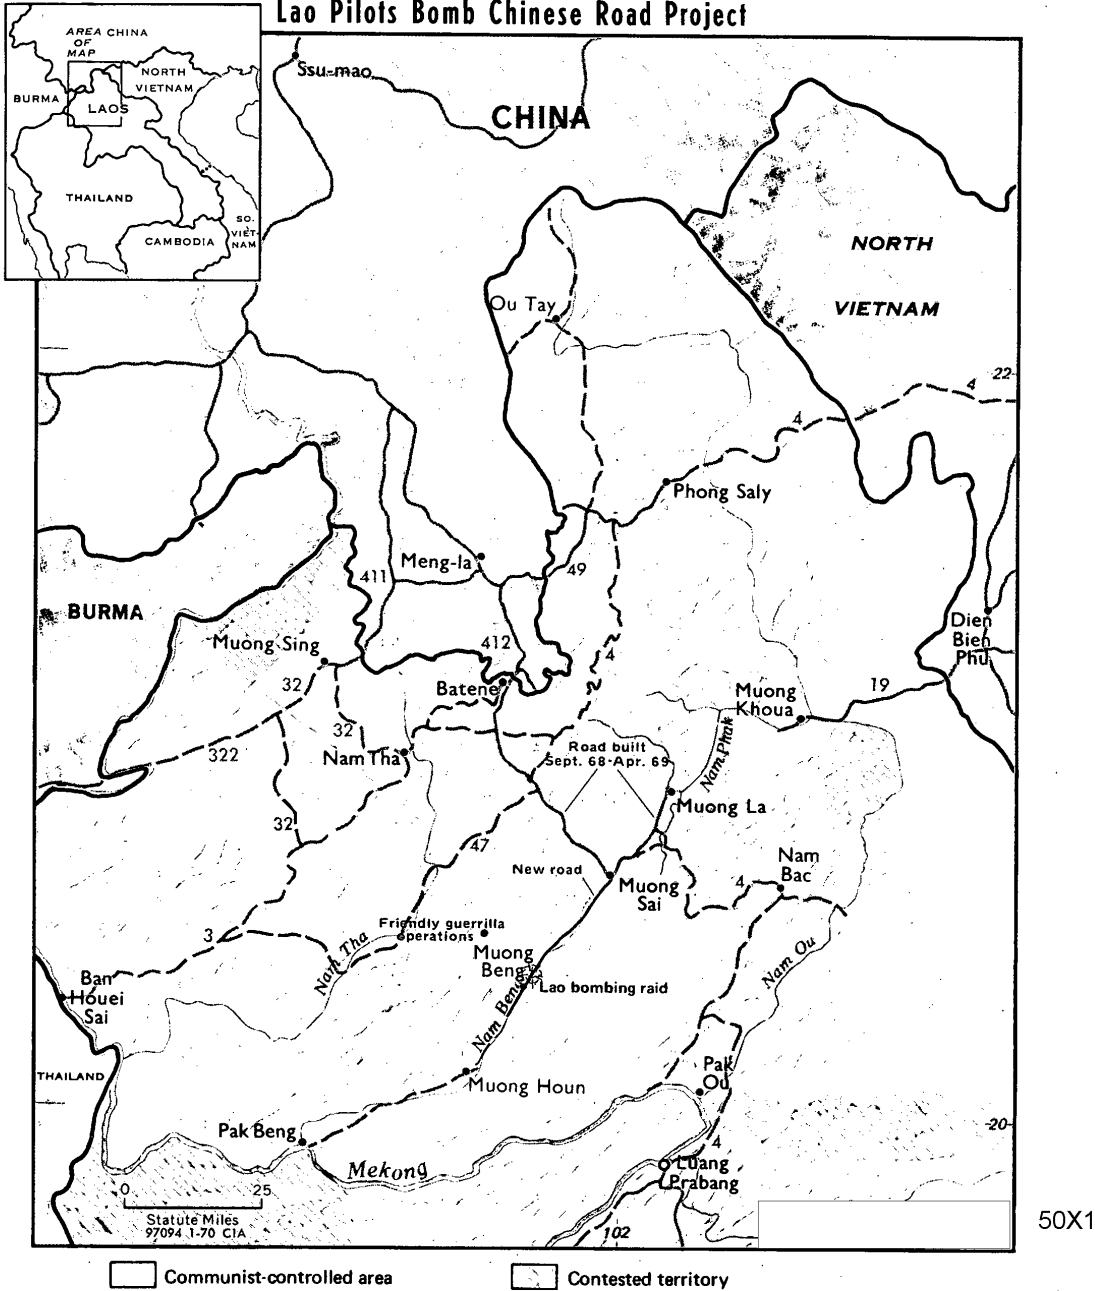 Lao Pilots Bomb Chinese Road Project
AREA
OF
MAP
CHINA
NORTH
VIETNAM
BURMA
LAOS
THAILAND
CAMBODIA
SO.
VIET-
NAM
Ssu-mao
CHINA
NORTH
VIETNAM
Ou Tay
22
4
4
Phong Saly
Meng-la
49
411
BURMA
412
Dien
Bien
Phu
Muong Sing
4
32
Batene
19
Muong
Khoua
322
32
Nam Tha
Road built
Sept. 68-Apr. 69
Nam Phak
Muong La
32
47
New road
Muong
Sai
4
Nam
Bac
3
Friendly guerrilla
operations
Nam Tha
Muong
Beng
Nam Ou
Ban
Houei
Sai
Nam Beng
Lao bombing raid
THAILAND
Muong Houn
Pak
Ou
Pak Beng
20
4
Mekong
Luang
Prabang
0 25
Statute Miles
97094 1-70 CIA
102
50X1
Communist-controlled area
Contested territory